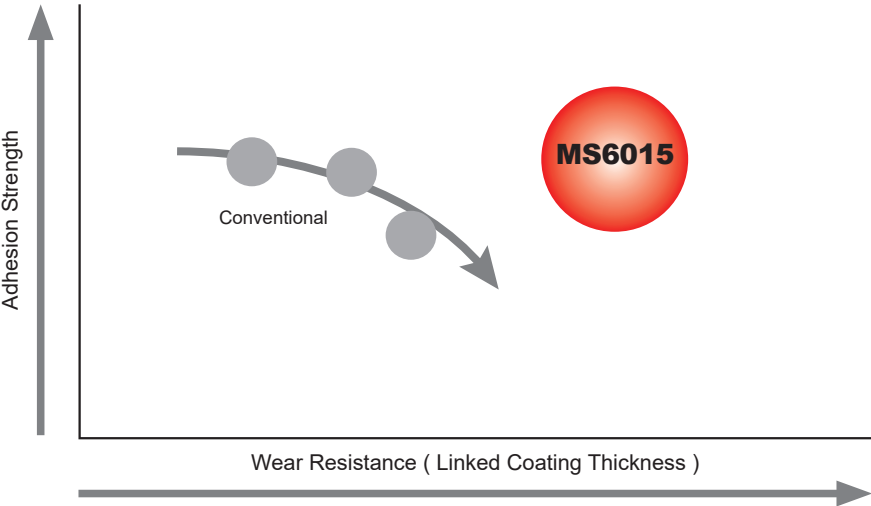 Adhesion Strength
MS6015
Conventional
Wear Resistance ( Linked Coating Thickness )